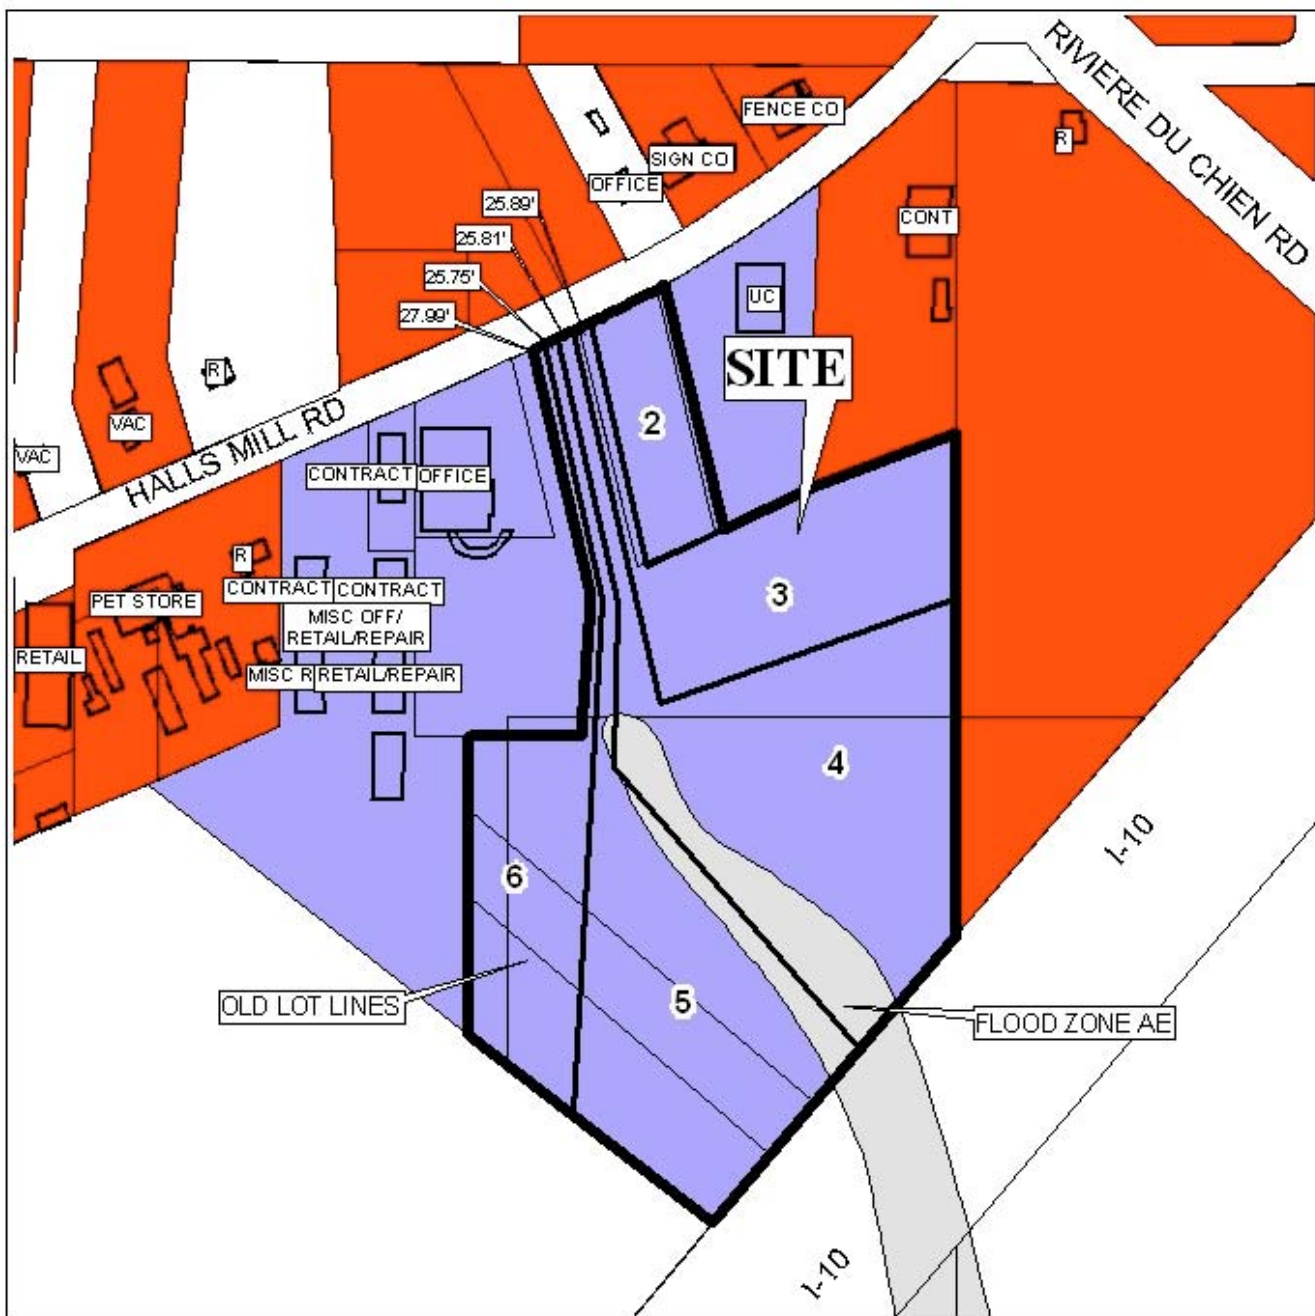 RIVIERE DU CHIEN RD
FENCE CO
R
SIGN CO
OFFICE
25.89'
CONT
25.81'
25.75'
UC
27.99'
SITE
R
HALLS MILL RD
VAC
VAC
2
CONTRACT
OFFICE
R
CONTRACT
CONTRACT
PET STORE
3
MISC OFF/
RETAIL/REPAIR
RETAIL
MISC R
RETAIL/REPAIR
4
I-10
6
5
OLD LOT LINES
FLOOD ZONE AE
I-10